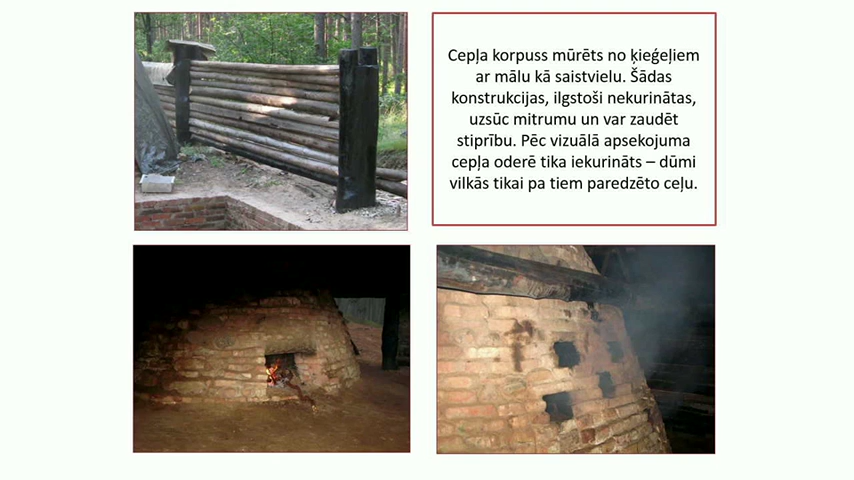 Cepļa korpuss mūrēts no ķieģeļiem
ar mālu kā saistvielu. Šādas
konstrukcijas, ilgstoši nekurinātas,
uzsūc mitrumu un var zaudēt
stiprību. Pēc vizuālā apsekojuma
cepļa oderē tika iekurināts – dūmi
vilkās tikai pa tiem paredzēto ceļu.